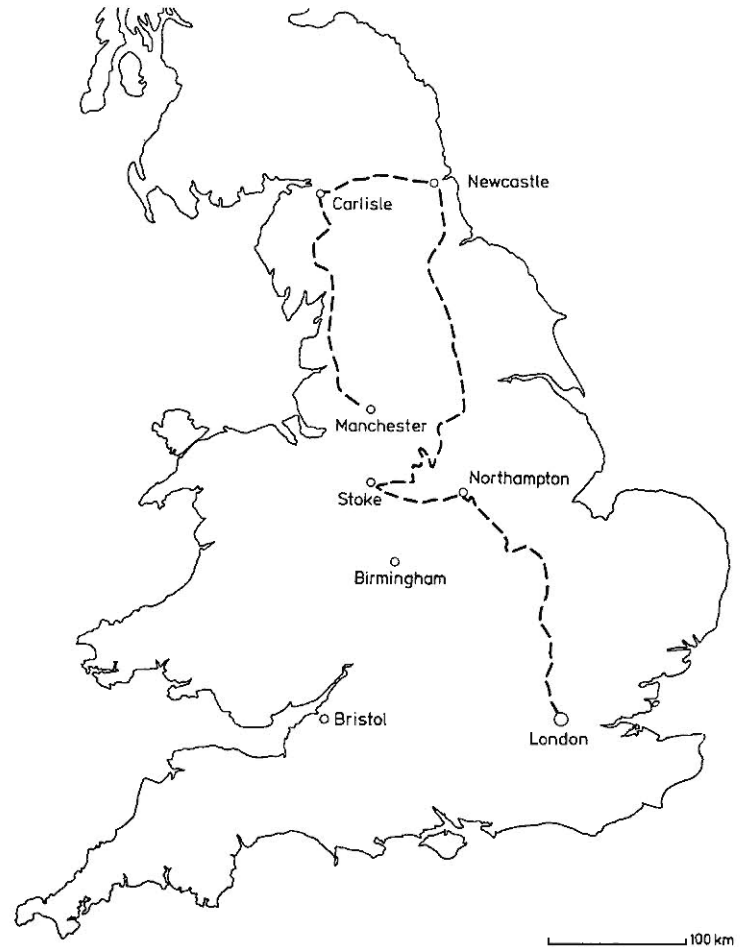 Newcastle
Carlisle
Manchester
Northampton
Stoke
Birmingham
Bristol
London
100 km